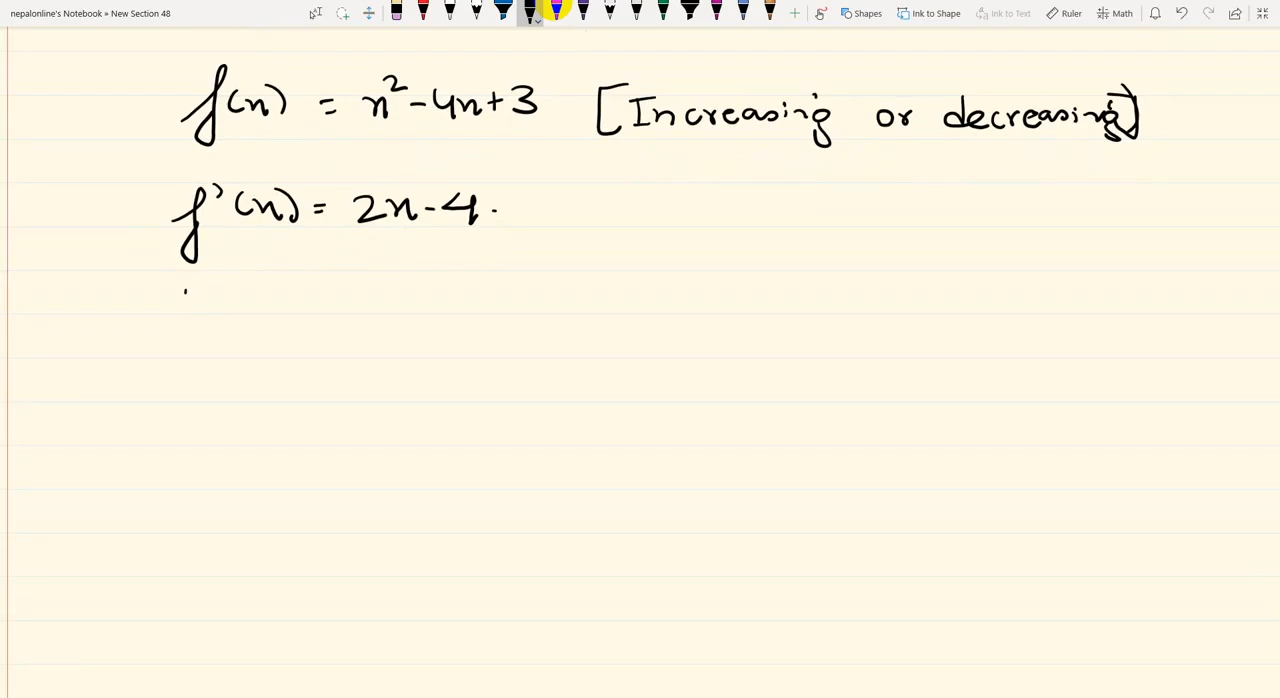 nepalonline's Notebook » New Section 48
Shapes Ink to Shape Ink to Text Ruler Math
f(n) = n² - 4n + 3 [Increasing or decreasing]
f'(n) = 2n - 4.